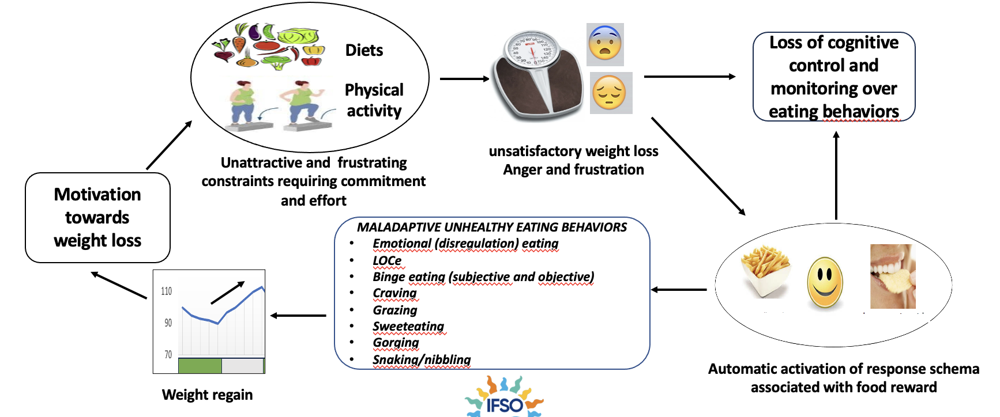 Diets
Physical
activity
Unattractive and frustrating
constraints requiring commitment
and effort
unsatisfactory weight loss
Anger and frustration
Loss of cognitive
control and
monitoring over
eating behaviors
Motivation
towards
weight loss
MALADAPTIVE UNHEALTHY EATING BEHAVIORS
• Emotional (disregulation) eating
• LOCe
• Binge eating (subjective and objective)
• Craving
• Grazing
• Sweeteating
• Gorging
• Snaking/nibbling
110
90
70
Weight regain
Automatic activation of response schema
associated with food reward
IFSO